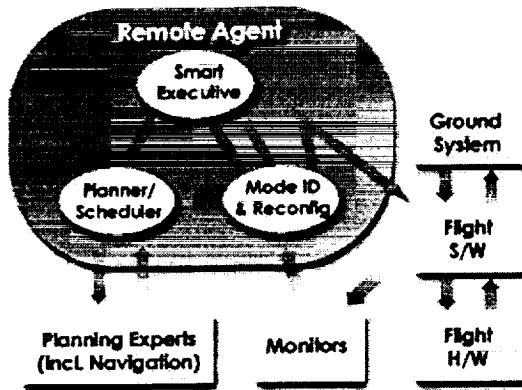 Remote Agent
Smart
Executive
Planner/
Scheduler
Mode ID
& Reconfig
Ground
System
Flight
S/W
Planning Experts
(incl. Navigation)
Monitors
Flight
H/W